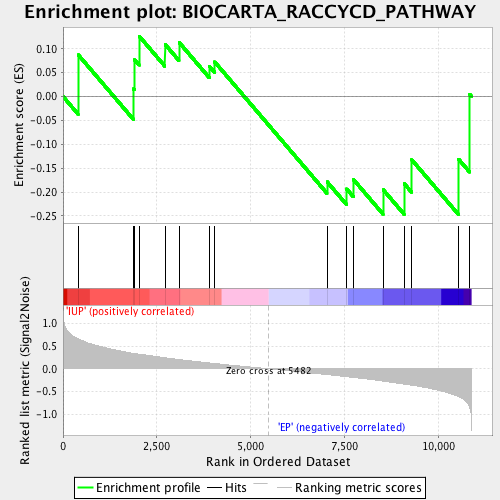 Enrichment plot: BIOCARTA_RACCYCD_PATHWAY
Enrichment score (ES)
0.10
0.05
0.00
-0.05
-0.10
-0.15
-0.20
-0.25
'IUP' (positively correlated)
Ranked list metric (Signal2Noise)
1.0
0.5
0.0
-0.5
-1.0
Zero cross at 5482
'EP' (negatively correlated)
0
2,500
5,000
7,500
10,000
Rank in Ordered Dataset
Enrichment profile
Hits
Ranking metric scores